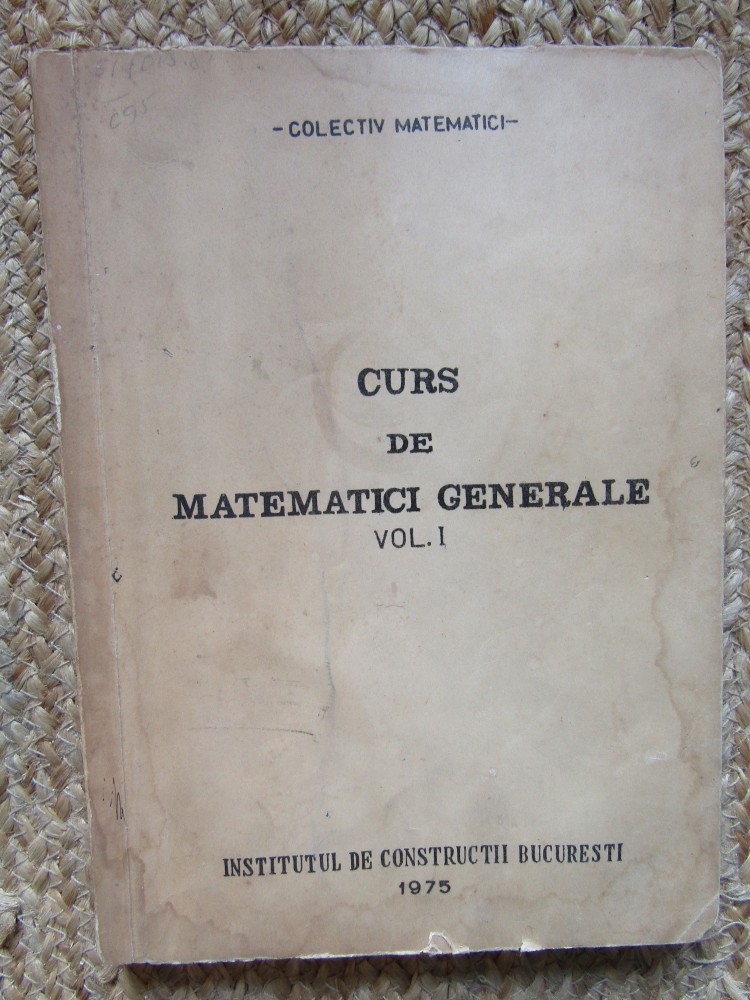 -COLECTIV MATEMATICI-
CURS
DE
MATEMATICI GENERALE
VOL. I
INSTITUTUL DE CONSTRUCTII BUCURESTI
1975